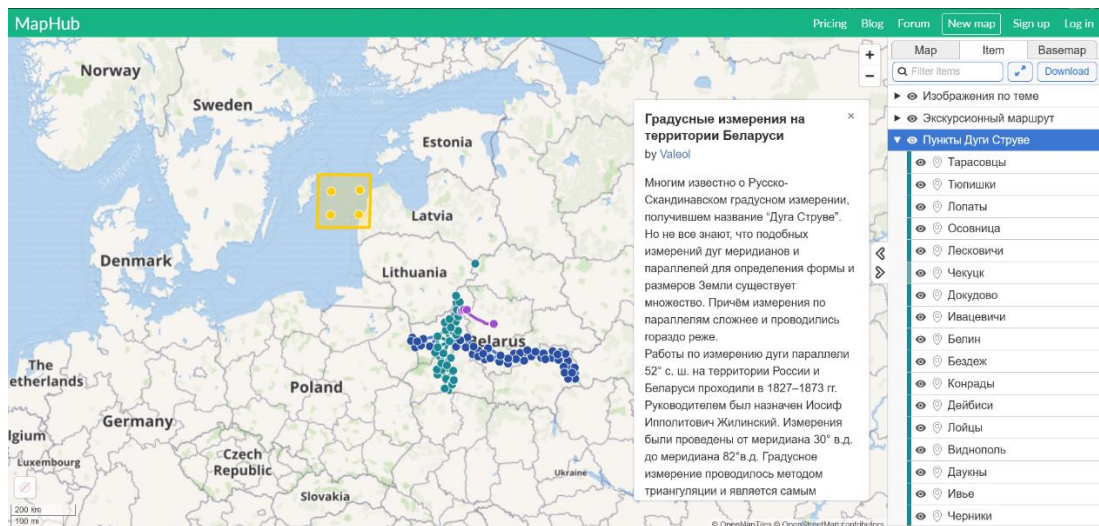 MapHub
Pricing Blog Forum New map Sign up Log in
Norway
Sweden
Estonia
Latvia
Denmark
Lithuania
Belarus
The
etherlands
Poland
Germany
lgium
Luxembourg
Czech
Republic
Ukraine
Slovakia
200 km
100 mi
© OpenMapTiles © OpenStreetMap contributors
+
−
Градусные измерения на
территории Беларуси
×
by Valeol
Многим известно о Русско-
Скандинавском градусном измерении,
получившем название “Дуга Струве”.
Но не все знают, что подобных
измерений дуг меридианов и
параллелей для определения формы и
размеров Земли существует
множество. Причём измерения по
параллелям сложнее и проводились
гораздо реже.
Работы по измерению дуги параллели
52° с. ш. на территории России и
Беларуси проходили в 1827–1873 гг.
Руководителем был назначен Иосиф
Ипполитович Жилинский. Измерения
были проведены от меридиана 30° в.д.
до меридиана 82°в.д. Градусное
измерение проводилось методом
триангуляции и является самым
Map Item Basemap
Filter items Download
Изображения по теме
Экскурсионный маршрут
Пункты Дуги Струве
Тарасовцы
Тюпишки
Лопаты
Осовница
Лесковичи
Чекуцк
Докудово
Ивацевичи
Белин
Бездеж
Конрады
Дейбиси
Лойцы
Виднополь
Даукны
Ивье
Черники